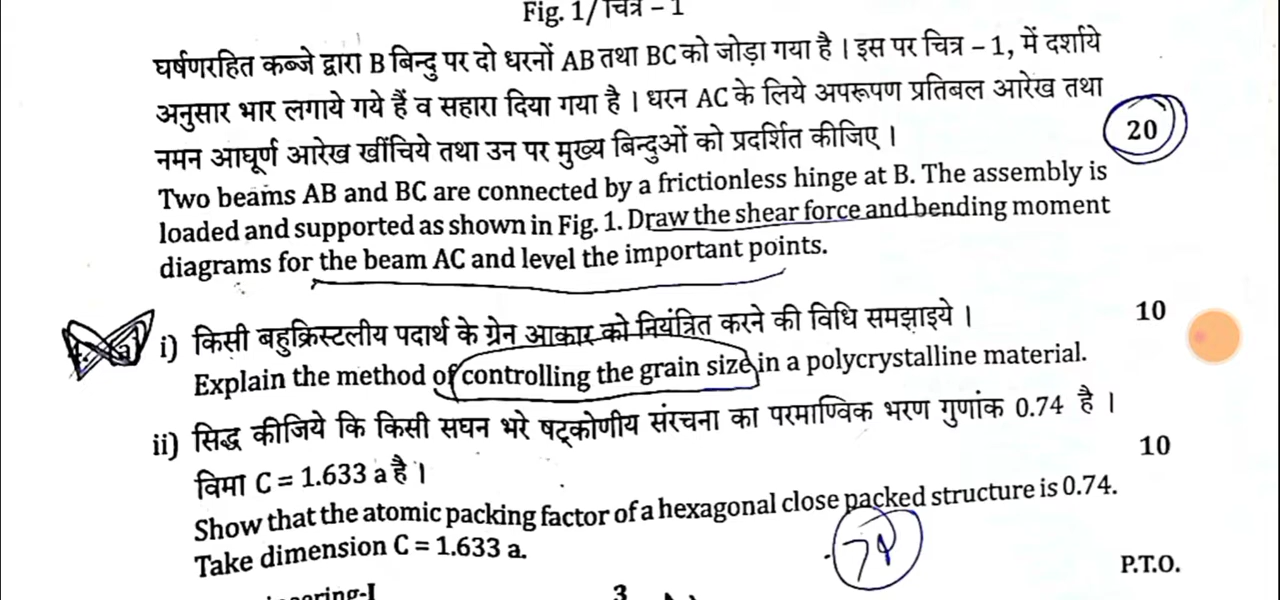 Fig. 1/ चित्र – 1
घर्षणरहित कब्जे द्वारा B बिन्दु पर दो धरनों AB तथा BC को जोड़ा गया है । इस पर चित्र – 1, में दर्शाये
अनुसार भार लगाये गये हैं व सहारा दिया गया है । धरन AC के लिये अपरूपण प्रतिबल आरेख तथा
नमन आघूर्ण आरेख खींचिये तथा उन पर मुख्य बिन्दुओं को प्रदर्शित कीजिए ।
20
Two beams AB and BC are connected by a frictionless hinge at B. The assembly is
loaded and supported as shown in Fig. 1. Draw the shear force and bending moment
diagrams for the beam AC and level the important points.
i) किसी बहुक्रिस्टलीय पदार्थ के ग्रेन आकार को नियंत्रित करने की विधि समझाइये ।
10
Explain the method of controlling the grain size in a polycrystalline material.
ii) सिद्ध कीजिये कि किसी सघन भरे षट्कोणीय संरचना का परमाण्विक भरण गुणांक 0.74 है ।
विमा C = 1.633 a है ।
10
Show that the atomic packing factor of a hexagonal close packed structure is 0.74.
Take dimension C = 1.633 a.
P.T.O.
3